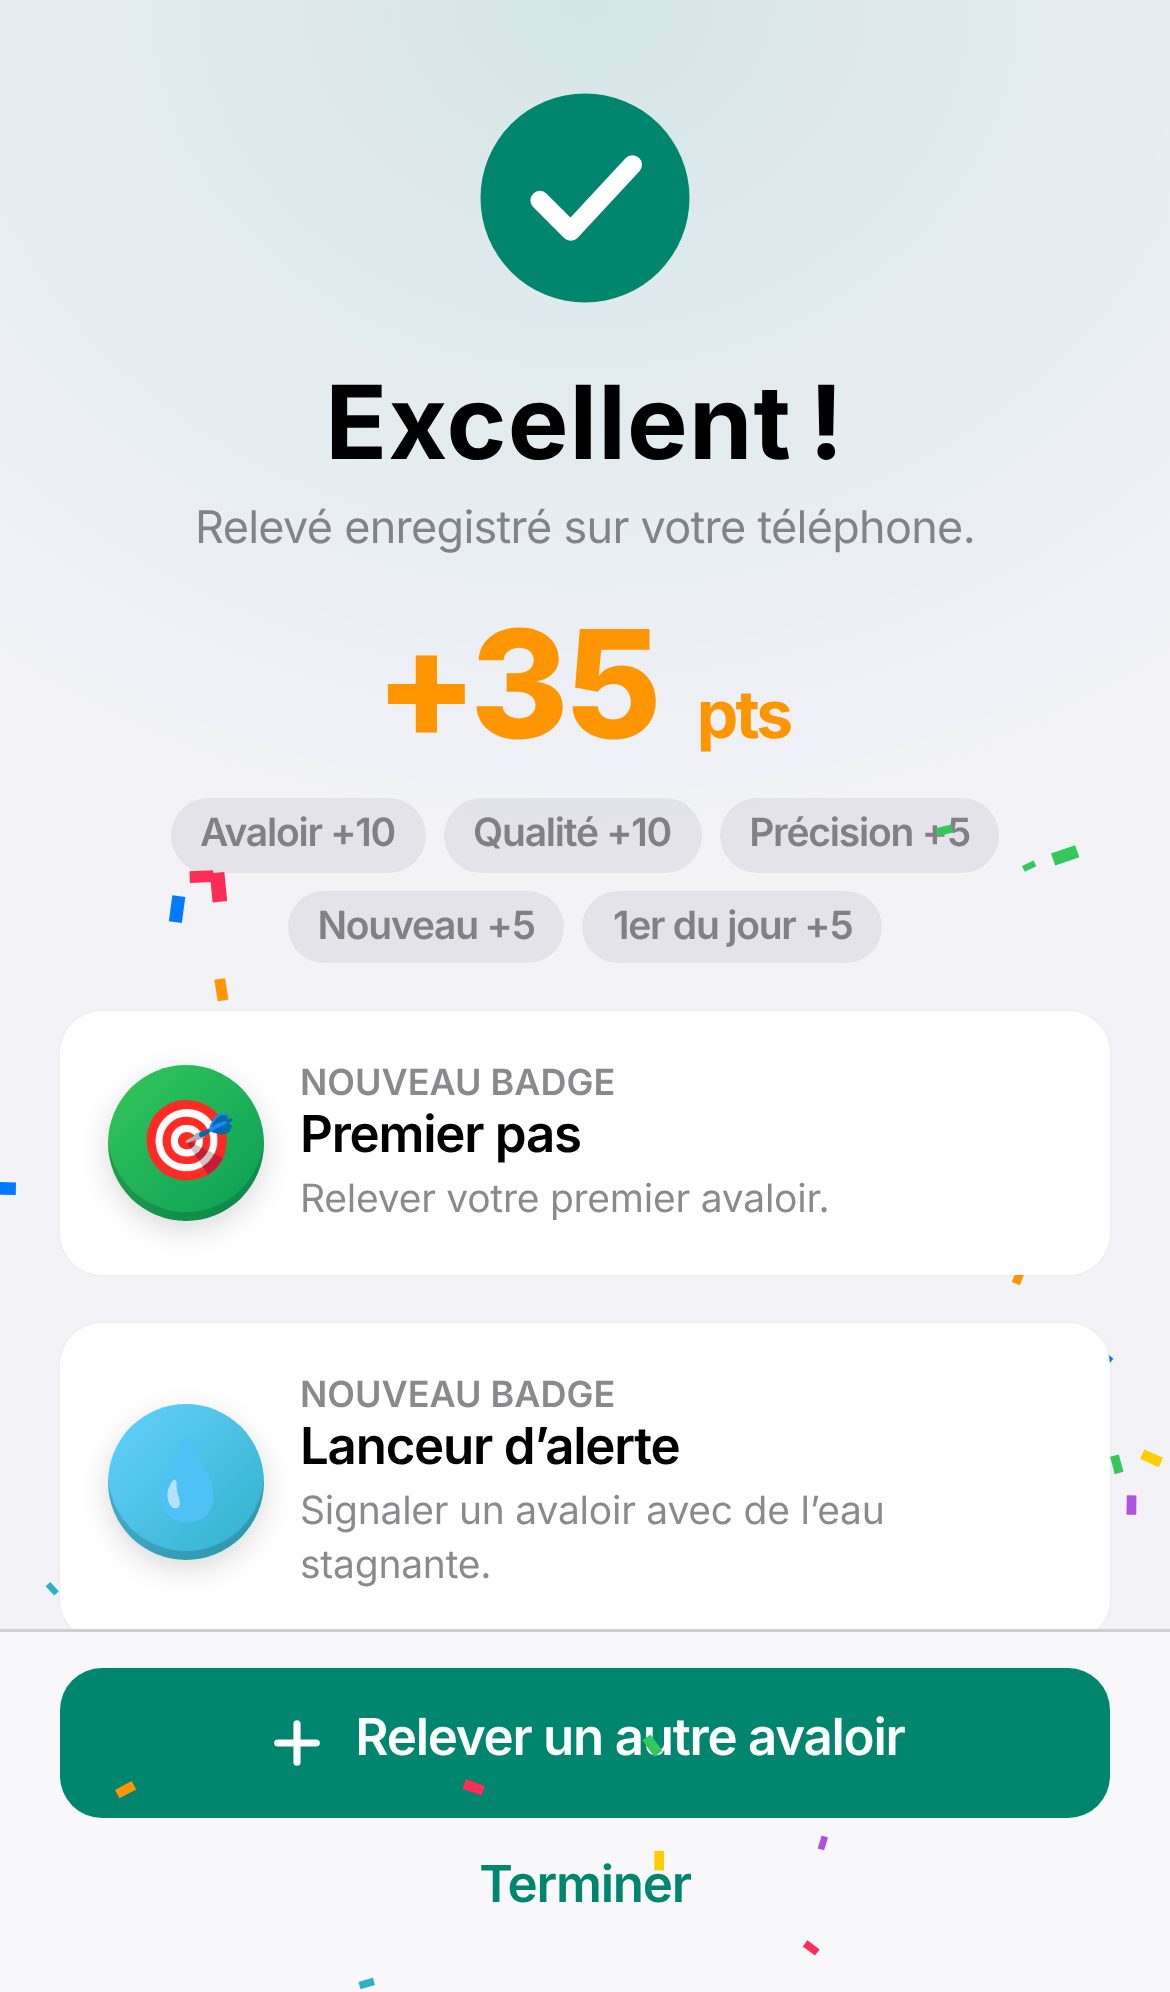 Excellent !
Relevé enregistré sur votre téléphone.
+35 pts
Avaloir +10 Qualité +10 Précision +5
Nouveau +5 1er du jour +5
NOUVEAU BADGE
Premier pas
Relever votre premier avaloir.
NOUVEAU BADGE
Lanceur d’alerte
Signaler un avaloir avec de l’eau
stagnante.
+ Relever un autre avaloir
Terminer